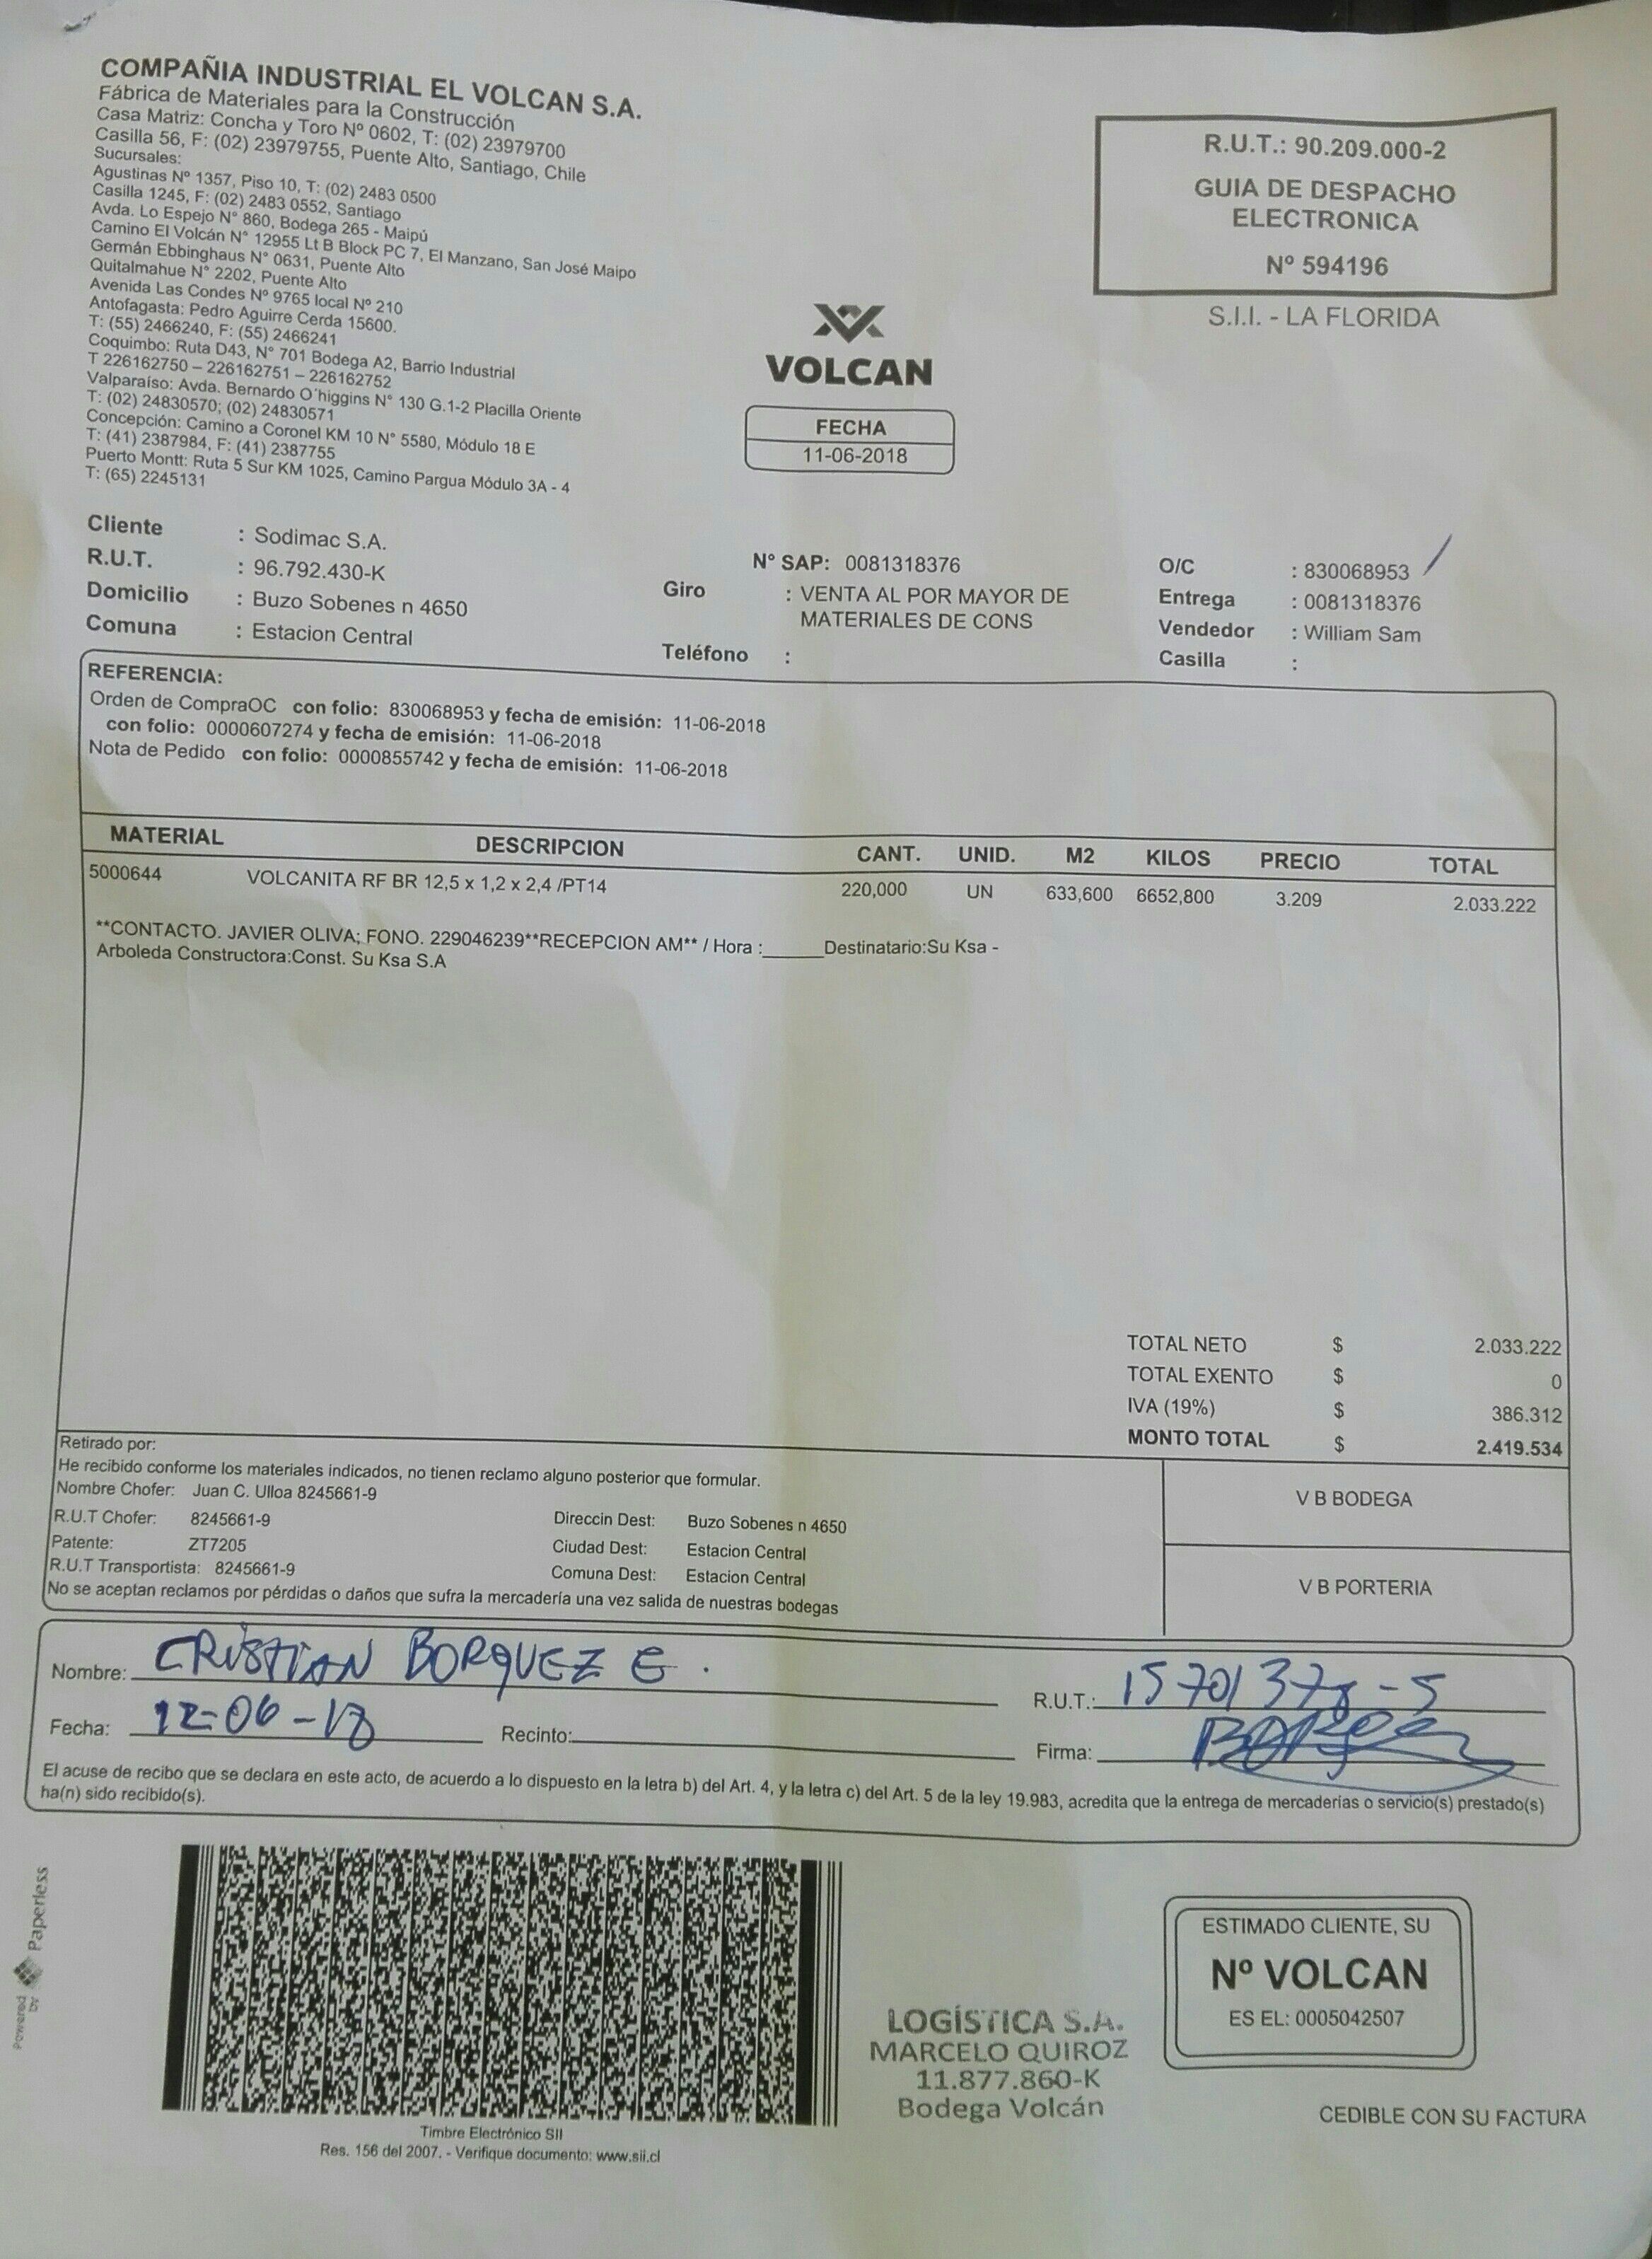 COMPAÑIA INDUSTRIAL EL VOLCAN S.A.
Fábrica de Materiales para la Construcción
Casa Matriz: Concha y Toro Nº 0602, T: (02) 23979700
Casilla 56, F: (02) 23979755, Puente Alto, Santiago, Chile
Sucursales:
Agustinas Nº 1357, Piso 10, T: (02) 2483 0500
Casilla 1245, F: (02) 2483 0552, Santiago
Avda. Lo Espejo N° 860, Bodega 265 - Maipú
Camino El Volcán N° 12955 Lt B Block PC 7, El Manzano, San José Maipo
Germán Ebbinghaus N° 0631, Puente Alto
Quitalmahue N° 2202, Puente Alto
Avenida Las Condes Nº 9765 local Nº 210
Antofagasta: Pedro Aguirre Cerda 15600.
T: (55) 2466240, F: (55) 2466241
Coquimbo: Ruta D43, N° 701 Bodega A2, Barrio Industrial
T 226162750 – 226162751 – 226162752
Valparaíso: Avda. Bernardo O´higgins N° 130 G.1-2 Placilla Oriente
T: (02) 24830570; (02) 24830571
Concepción: Camino a Coronel KM 10 N° 5580, Módulo 18 E
T: (41) 2387984, F: (41) 2387755
Puerto Montt: Ruta 5 Sur KM 1025, Camino Pargua Módulo 3A - 4
T: (65) 2245131
R.U.T.: 90.209.000-2
GUIA DE DESPACHO
ELECTRONICA
Nº 594196
S.I.I. - LA FLORIDA
VOLCAN
FECHA
11-06-2018
Cliente : Sodimac S.A.
R.U.T. : 96.792.430-K
Domicilio : Buzo Sobenes n 4650
Comuna : Estacion Central
N° SAP: 0081318376
Giro : VENTA AL POR MAYOR DE
MATERIALES DE CONS
Teléfono :
O/C : 830068953
Entrega : 0081318376
Vendedor : William Sam
Casilla :
REFERENCIA:
Orden de CompraOC con folio: 830068953 y fecha de emisión: 11-06-2018
con folio: 0000607274 y fecha de emisión: 11-06-2018
Nota de Pedido con folio: 0000855742 y fecha de emisión: 11-06-2018
MATERIAL DESCRIPCION CANT. UNID. M2 KILOS PRECIO TOTAL
5000644 VOLCANITA RF BR 12,5 x 1,2 x 2,4 /PT14 220,000 UN 633,600 6652,800 3.209 2.033.222
**CONTACTO. JAVIER OLIVA; FONO. 229046239**RECEPCION AM** / Hora :______Destinatario:Su Ksa -
Arboleda Constructora:Const. Su Ksa S.A
TOTAL NETO $ 2.033.222
TOTAL EXENTO $ 0
IVA (19%) $ 386.312
MONTO TOTAL $ 2.419.534
Retirado por:
He recibido conforme los materiales indicados, no tienen reclamo alguno posterior que formular.
Nombre Chofer: Juan C. Ulloa 8245661-9
R.U.T Chofer: 8245661-9 Direccin Dest: Buzo Sobenes n 4650
Patente: ZT7205 Ciudad Dest: Estacion Central
R.U.T Transportista: 8245661-9 Comuna Dest: Estacion Central
No se aceptan reclamos por pérdidas o daños que sufra la mercadería una vez salida de nuestras bodegas
V B BODEGA
V B PORTERIA
Nombre: CRISTIAN BORQUEZ E.
R.U.T.:
Fecha: 12-06-18 Recinto:
Firma:
El acuse de recibo que se declara en este acto, de acuerdo a lo dispuesto en la letra b) del Art. 4, y la letra c) del Art. 5 de la ley 19.983, acredita que la entrega de mercaderías o servicio(s) prestado(s)
ha(n) sido recibido(s).
Powered by Paperless
Timbre Electrónico SII
Res. 156 del 2007. - Verifique documento: www.sii.cl
LOGÍSTICA S.A.
MARCELO QUIROZ
11.877.860-K
Bodega Volcán
ESTIMADO CLIENTE, SU
Nº VOLCAN
ES EL: 0005042507
CEDIBLE CON SU FACTURA